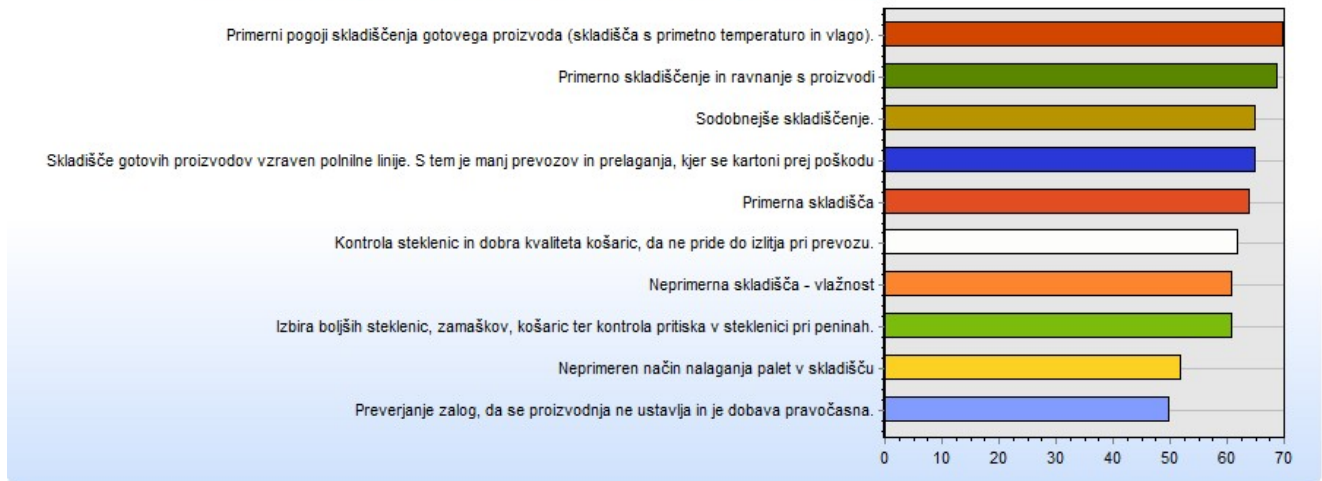 Primerni pogoji skladiščenja gotovega proizvoda (skladišča s primetno temperaturo in vlago).
Primerno skladiščenje in ravnanje s proizvodi
Sodobnejše skladiščenje.
Skladišče gotovih proizvodov vzraven polnilne linije. S tem je manj prevozov in prelaganja, kjer se kartoni prej poškodu
Primerna skladišča
Kontrola steklenic in dobra kvaliteta košaric, da ne pride do izlitja pri prevozu.
Neprimerna skladišča - vlažnost
Izbira boljših steklenic, zamaškov, košaric ter kontrola pritiska v steklenici pri peninah.
Neprimeren način nalaganja palet v skladišču
Preverjanje zalog, da se proizvodnja ne ustavlja in je dobava pravočasna.
0 10 20 30 40 50 60 70